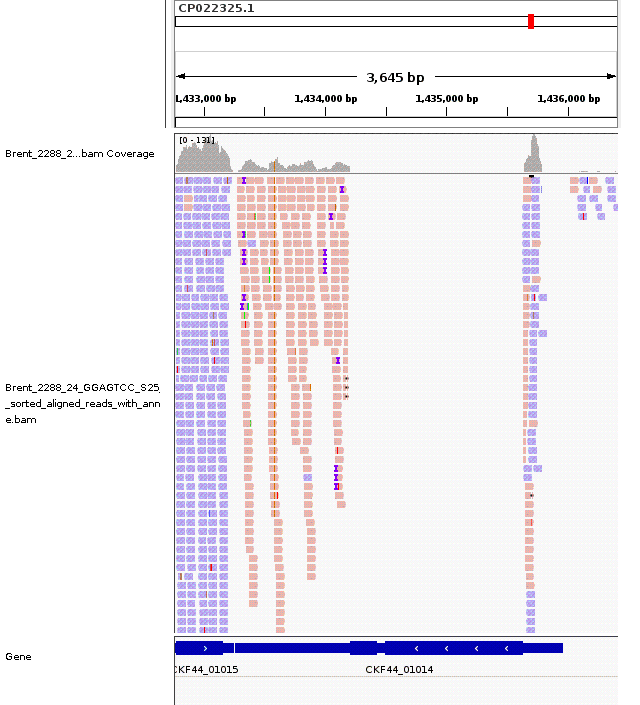 CP022325.1
3,645 bp
1,433,000 bp 1,434,000 bp 1,435,000 bp 1,436,000 bp
[0 - 131]
Brent_2288_2...bam Coverage
Brent_2288_24_GGAGTCC_S25_
_sorted_aligned_reads_with_ann
e.bam
Gene
CKF44_01015 CKF44_01014